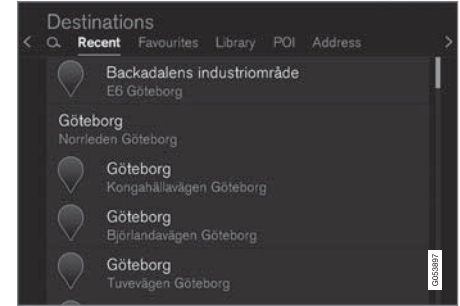 Destinations
Recent Favourites Library POI Address
Backadalens industriområde
E6 Göteborg
Göteborg
Norrleden Göteborg
Göteborg
Kongahällavägen Göteborg
Göteborg
Björlandavägen Göteborg
Göteborg
Tuvevägen Göteborg
G053897